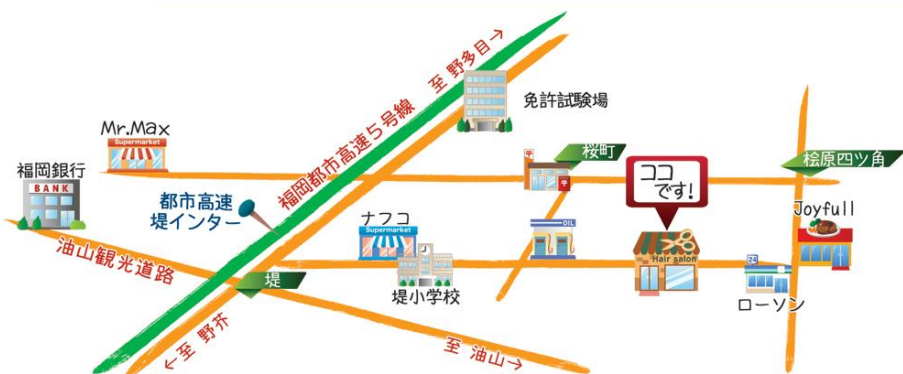 至 野多目→
福岡都市高速5号線
免許試験場
Mr.Max
Supermarket
福岡銀行
BANK
桜町
ココ
です!
桧原四ツ角
都市高速
堤インター
ナフコ
Supermarket
OIL
Joyfull
Hair salon
油山観光道路
堤
堤小学校
24
ローソン
←至 野芥
至 油山→